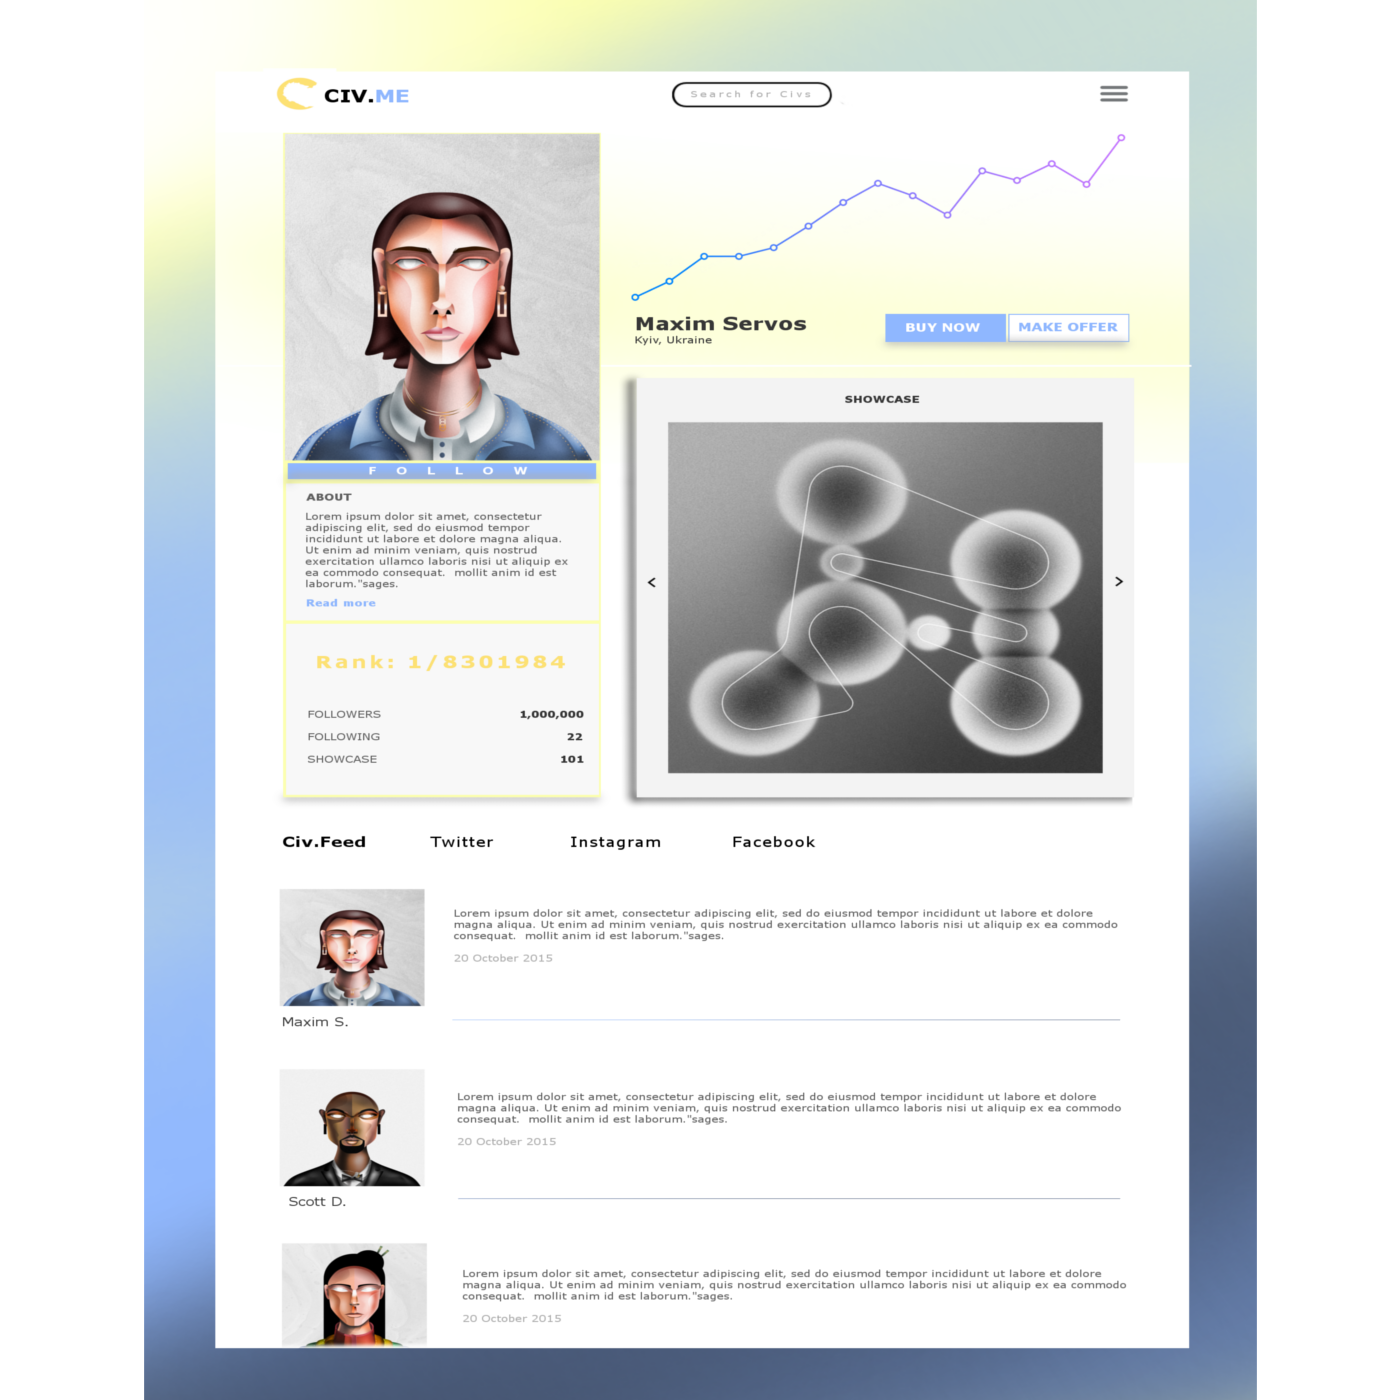 CIV.ME
Search for Civs
Maxim Servos
Kyiv, Ukraine
BUY NOW
MAKE OFFER
FOLLOW
ABOUT
Lorem ipsum dolor sit amet, consectetur
adipiscing elit, sed do eiusmod tempor
incididunt ut labore et dolore magna aliqua.
Ut enim ad minim veniam, quis nostrud
exercitation ullamco laboris nisi ut aliquip ex
ea commodo consequat.  mollit anim id est
laborum."sages.
Read more
Rank: 1/8301984
FOLLOWERS 1,000,000
FOLLOWING 22
SHOWCASE 101
SHOWCASE
< >
Civ.Feed Twitter Instagram Facebook
Lorem ipsum dolor sit amet, consectetur adipiscing elit, sed do eiusmod tempor incididunt ut labore et dolore
magna aliqua. Ut enim ad minim veniam, quis nostrud exercitation ullamco laboris nisi ut aliquip ex ea commodo
consequat.  mollit anim id est laborum."sages.
20 October 2015
Maxim S.
Lorem ipsum dolor sit amet, consectetur adipiscing elit, sed do eiusmod tempor incididunt ut labore et dolore
magna aliqua. Ut enim ad minim veniam, quis nostrud exercitation ullamco laboris nisi ut aliquip ex ea commodo
consequat.  mollit anim id est laborum."sages.
20 October 2015
Scott D.
Lorem ipsum dolor sit amet, consectetur adipiscing elit, sed do eiusmod tempor incididunt ut labore et dolore
magna aliqua. Ut enim ad minim veniam, quis nostrud exercitation ullamco laboris nisi ut aliquip ex ea commodo
consequat.  mollit anim id est laborum."sages.
20 October 2015